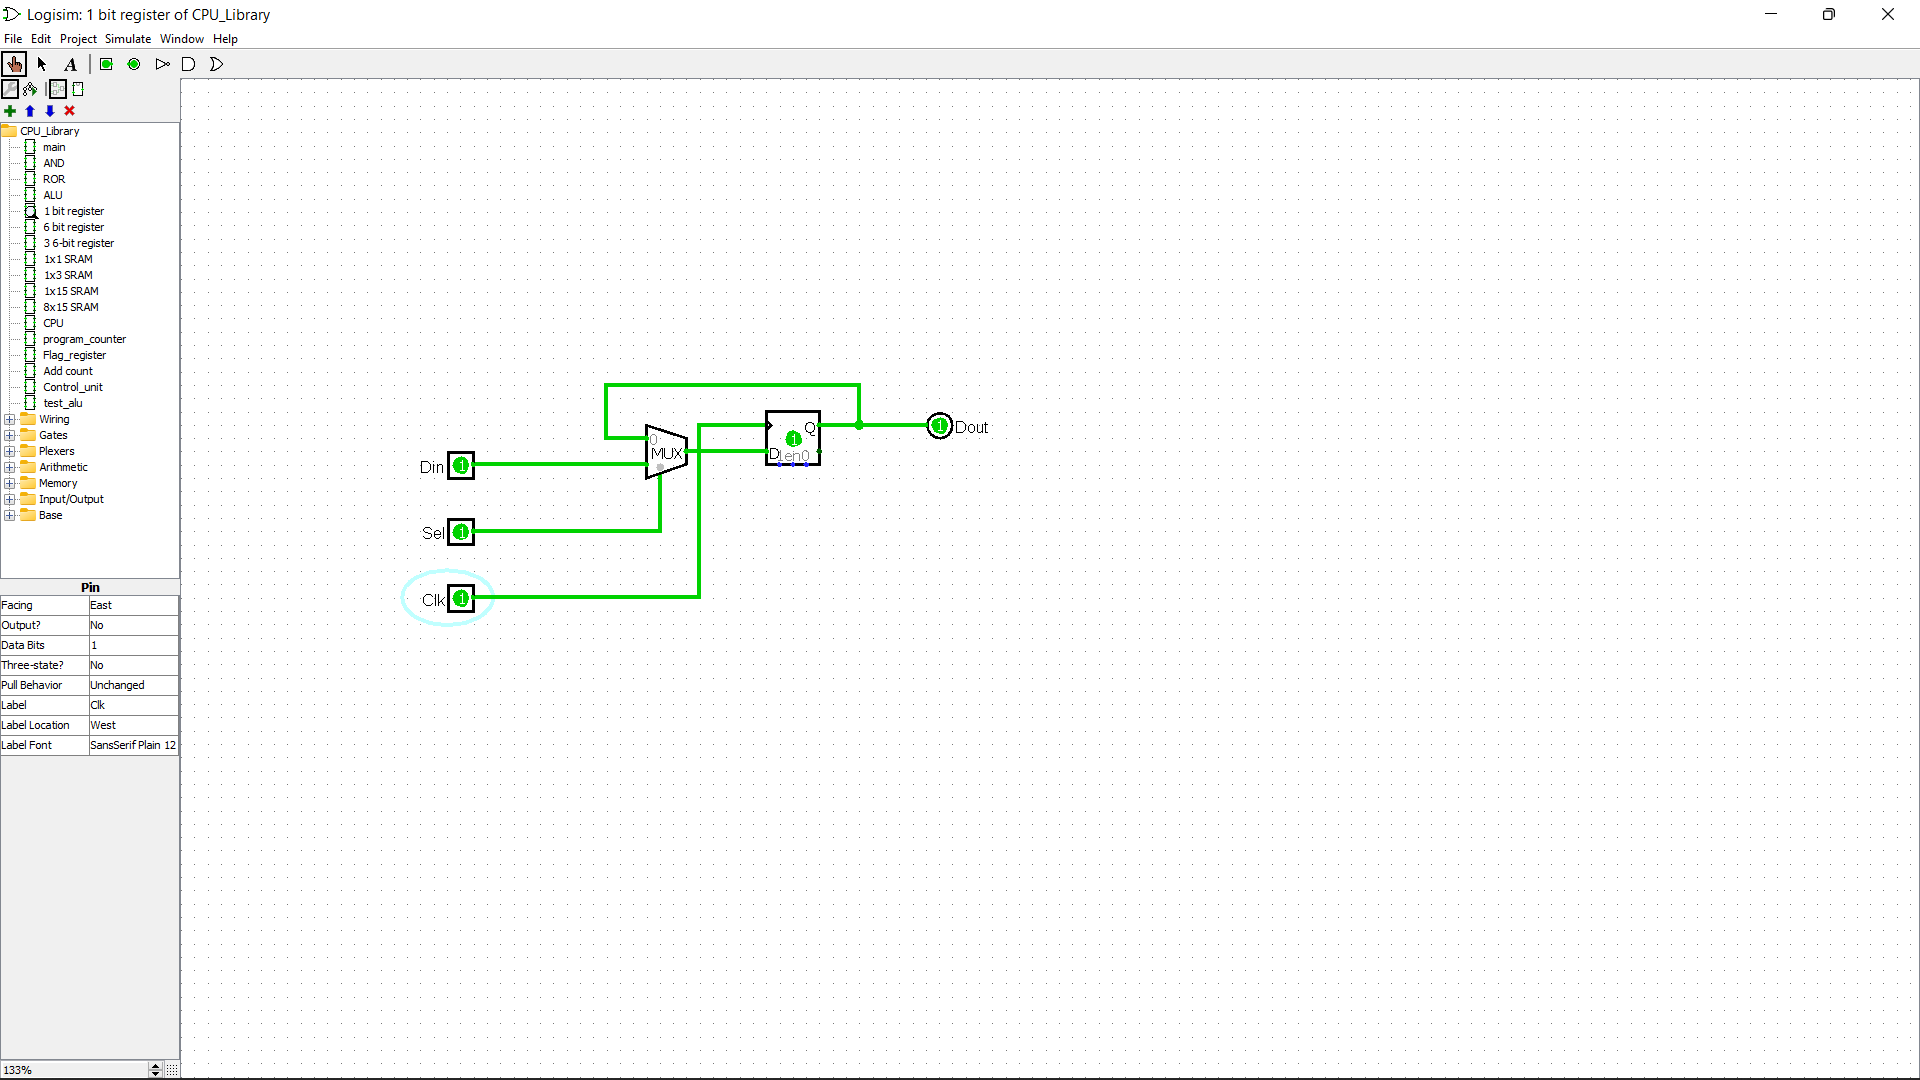 Logisim: 1 bit register of CPU_Library
File Edit Project Simulate Window Help
A
CPU_Library
main
AND
ROR
ALU
1 bit register
6 bit register
3 6-bit register
1x1 SRAM
1x3 SRAM
1x15 SRAM
8x15 SRAM
CPU
program_counter
Flag_register
Add count
Control_unit
test_alu
Wiring
Gates
Plexers
Arithmetic
Memory
Input/Output
Base
Pin
Facing East
Output? No
Data Bits 1
Three-state? No
Pull Behavior Unchanged
Label Clk
Label Location West
Label Font SansSerif Plain 12
133%
Q
1
1 Dout
0
MUX
D
1en0
Din 1
Sel 1
Clk 1